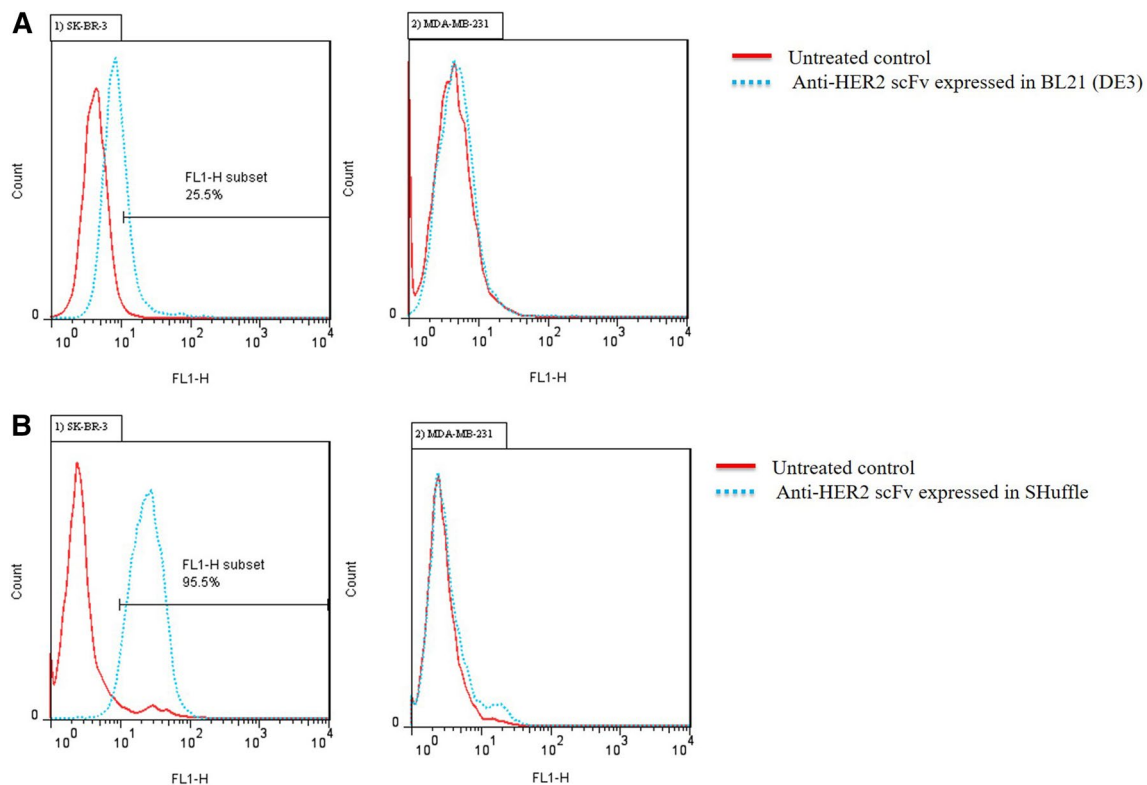 A
1) SK-BR-3
Count
FL1-H subset
25.5%
0
10^0 10^1 10^2 10^3 10^4
FL1-H
2) MDA-MB-231
Count
0
10^0 10^1 10^2 10^3 10^4
FL1-H
Untreated control
Anti-HER2 scFv expressed in BL21 (DE3)
B
1) SK-BR-3
Count
FL1-H subset
95.5%
0
10^0 10^1 10^2 10^3 10^4
FL1-H
2) MDA-MB-231
Count
0
10^0 10^1 10^2 10^3 10^4
FL1-H
Untreated control
Anti-HER2 scFv expressed in SHuffle